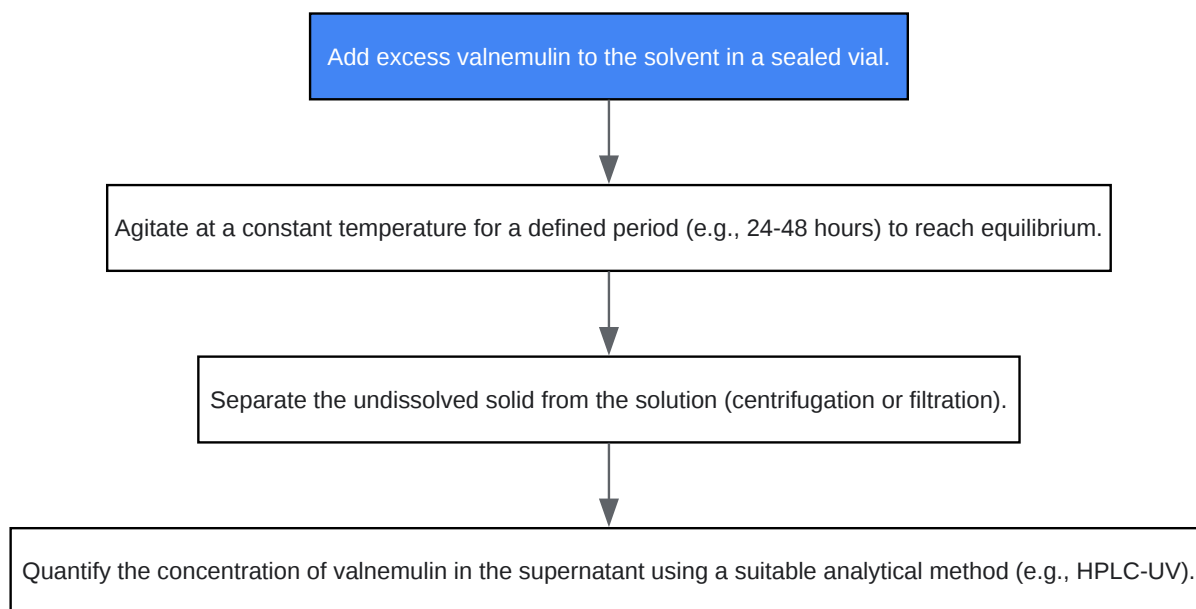 Add excess valnemulin to the solvent in a sealed vial.
Agitate at a constant temperature for a defined period (e.g., 24-48 hours) to reach equilibrium.
Separate the undissolved solid from the solution (centrifugation or filtration).
Quantify the concentration of valnemulin in the supernatant using a suitable analytical method (e.g., HPLC-UV).